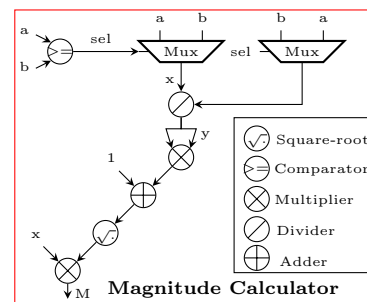 a b b a
a
sel Mux sel Mux
>=
b
x
y
√. Square-root
1
>= Comparator
Multiplier
√.
Divider
x
Adder
M Magnitude Calculator